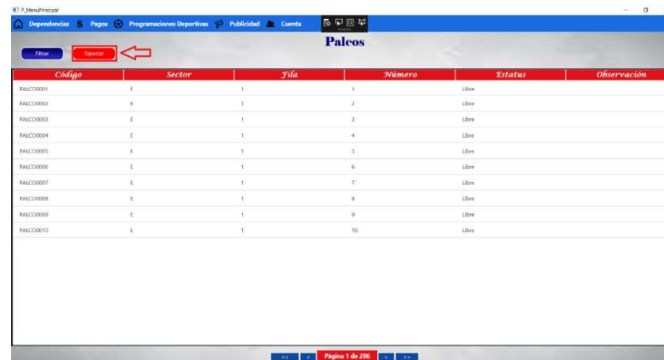 P_MenuPrincipal
Dependencias $ Pagos Programaciones Deportivas Publicidad Cuenta
Palcos
Filtrar Exportar
Código Sector Fila Número Estatus Observación
PALCO0001 E 1 1 Libre
PALCO0002 E 1 2 Libre
PALCO0003 E 1 3 Libre
PALCO0004 E 1 4 Libre
PALCO0005 E 1 5 Libre
PALCO0006 E 1 6 Libre
PALCO0007 E 1 7 Libre
PALCO0008 E 1 8 Libre
PALCO0009 E 1 9 Libre
PALCO0010 E 1 10 Libre
<< < Página 1 de 286 > >>